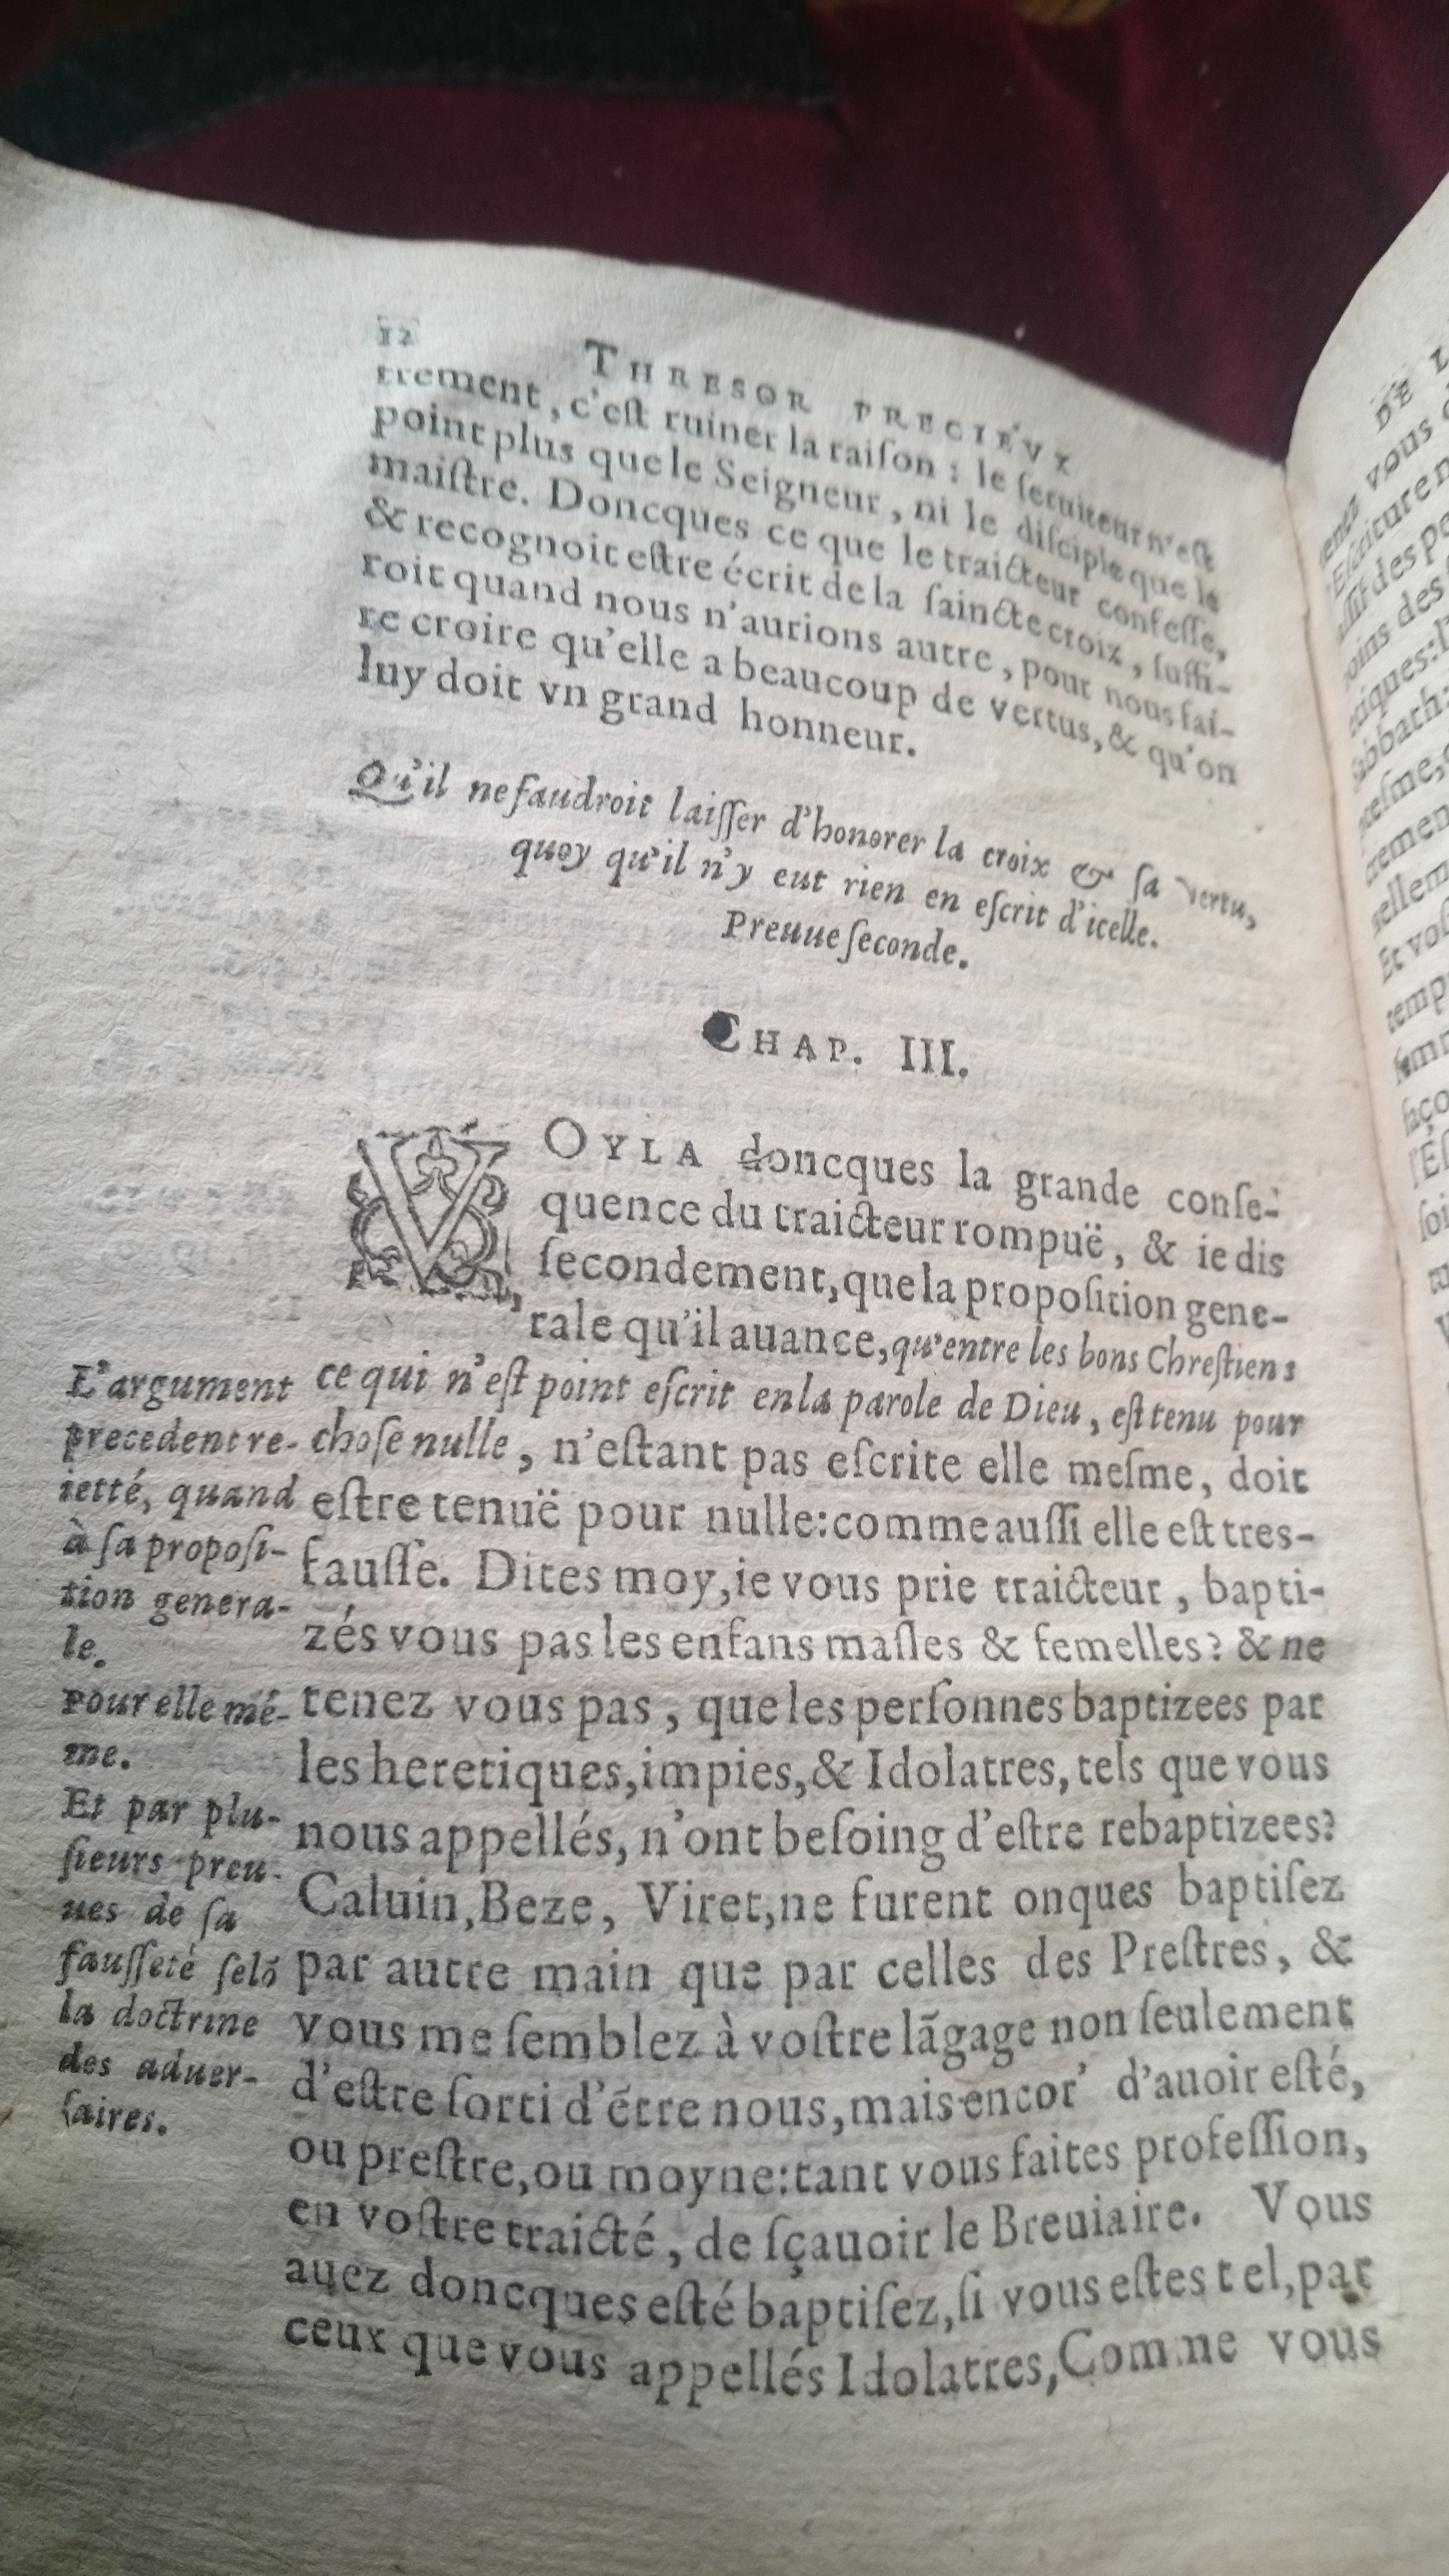 12
THRESOR PRECIEVX
trement, c'eſt ruiner la raiſon : le ſeruiteur n'eſt
point plus que le Seigneur, ni le diſciple que le
maiſtre. Doncques ce que le traicteur confeſſe,
& recognoit eſtre écrit de la ſaincte croix, ſuffi-
roit quand nous n'aurions autre, pour nous fai-
re croire qu'elle a beaucoup de vertus, & qu'on
luy doit vn grand honneur.
Qu'il ne faudroit laiſſer d'honorer la croix & ſa vertu,
quoy qu'il n'y eut rien en eſcrit d'icelle.
Preuue ſeconde.
CHAP. III.
VOYLA doncques la grande conſe-
quence du traicteur rompuë, & ie dis
ſecondement, que la propoſition gene-
rale qu'il auance, qu'entre les bons Chreſtiens
ce qui n'eſt point eſcrit en la parole de Dieu, eſt tenu pour
choſe nulle, n'eſtant pas eſcrite elle meſme, doit
eſtre tenuë pour nulle: comme auſſi elle eſt tres-
fauſſe. Dites moy, ie vous prie traicteur, bapti-
zés vous pas les enfans maſles & femelles? & ne
tenez vous pas, que les perſonnes baptizees par
les heretiques, impies, & Idolatres, tels que vous
nous appellés, n'ont beſoing d'eſtre rebaptizees?
Caluin, Beze, Viret, ne furent onques baptiſez
par autre main que par celles des Preſtres, &
vous me ſemblez à voſtre lãgage non ſeulement
d'eſtre ſorti d'ẽtre nous, mais encor' d'auoir eſté,
ou preſtre, ou moyne: tant vous faites profeſſion,
en voſtre traicté, de ſçauoir le Breuiaire. Vous
auez doncques eſté baptiſez, ſi vous eſtes tel, par
ceux que vous appellés Idolatres, Comme vous
L'argument
precedent re-
ietté, quand
à ſa propoſi-
tion genera-
le.
Pour elle mé-
me.
Et par plu-
ſieurs preu-
ues de ſa
fauſſeté ſelõ
la doctrine
des aduer-
ſaires.
DE L
vous